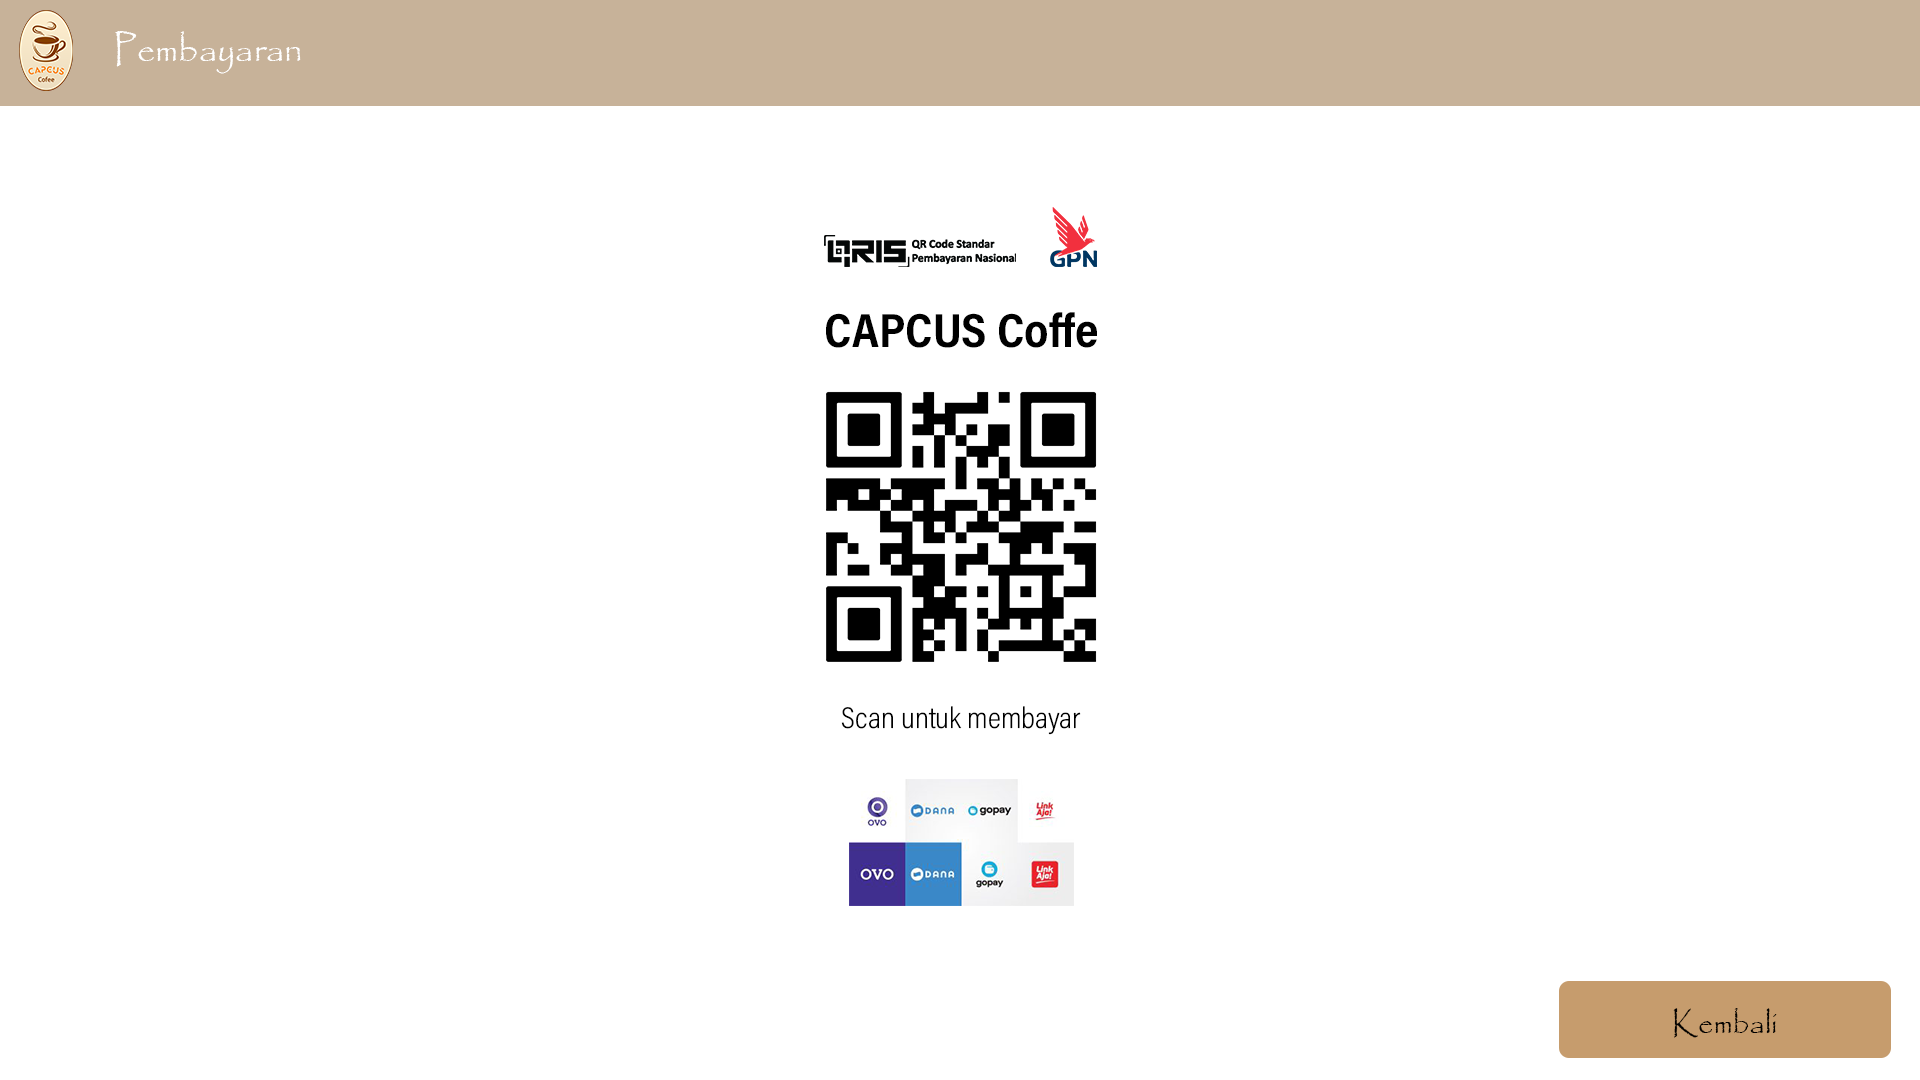 CAPCUS
Cofee
Pembayaran
QRIS QR Code Standar
Pembayaran Nasional
GPN
CAPCUS Coffe
Scan untuk membayar
OVO DANA gopay Link Aja!
OVO DANA gopay Link Aja!
Kembali